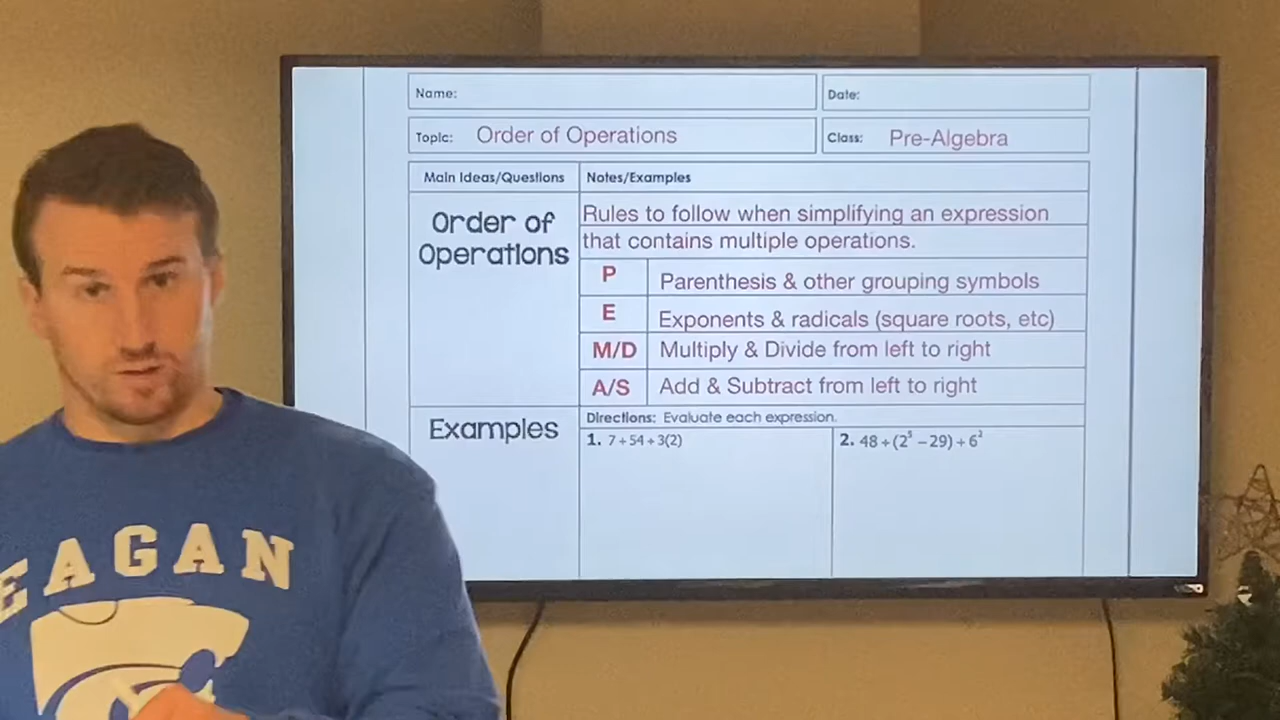 Name:
Date:
Topic: Order of Operations
Class: Pre-Algebra
Main Ideas/Questions
Notes/Examples
Order of
Operations
Rules to follow when simplifying an expression
that contains multiple operations.
P Parenthesis & other grouping symbols
E Exponents & radicals (square roots, etc)
M/D Multiply & Divide from left to right
A/S Add & Subtract from left to right
Examples
Directions: Evaluate each expression.
1. 7 + 54 ÷ 3(2)
2. 48 ÷ (2⁵ – 29) + 6²
EAGAN